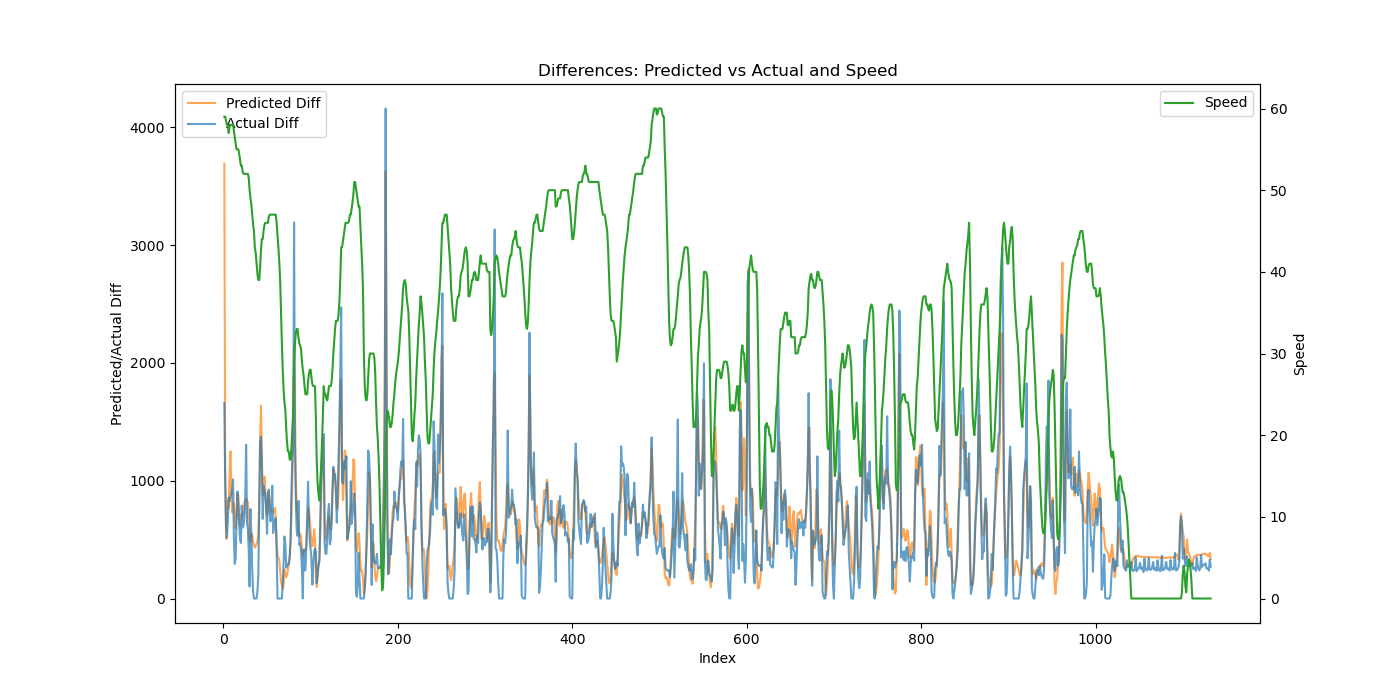 Differences: Predicted vs Actual and Speed
Predicted Diff
Actual Diff
Speed
4000
3000
2000
1000
0
Predicted/Actual Diff
60
50
40
30
20
10
0
Speed
0
200
400
600
800
1000
Index